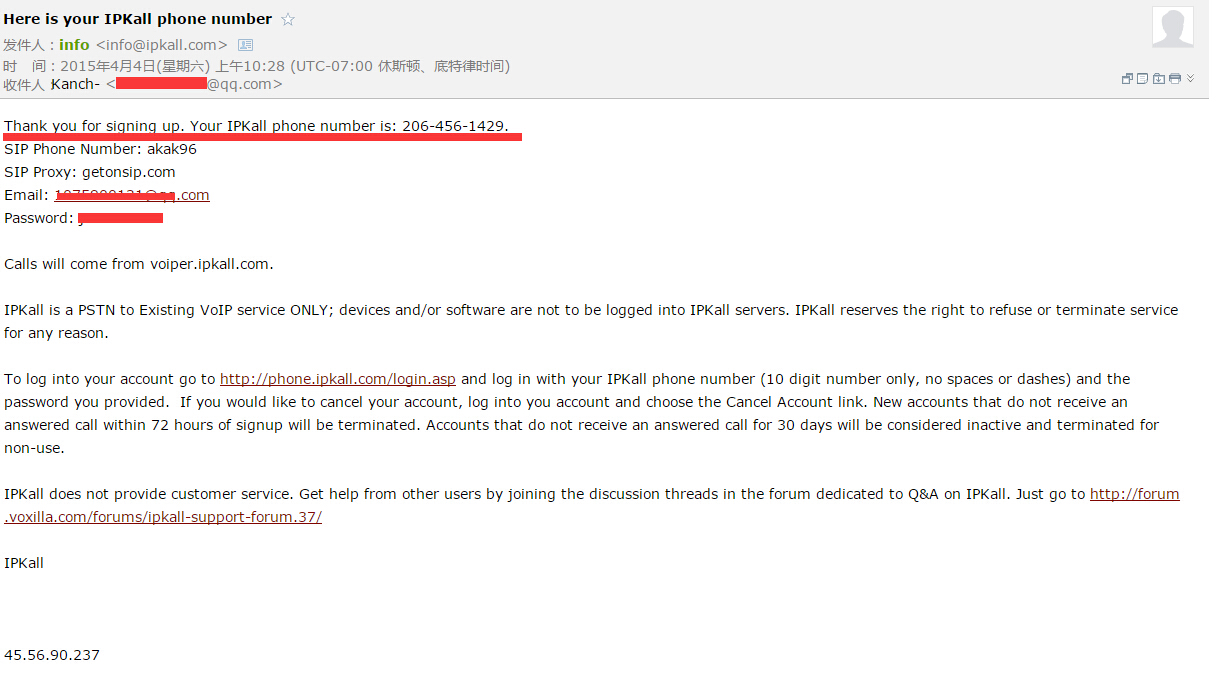 Here is your IPKall phone number
发件人：info <info@ipkall.com>
时 间：2015年4月4日(星期六) 上午10:28 (UTC-07:00 休斯顿、底特律时间)
收件人：Kanch- < @qq.com>
Thank you for signing up. Your IPKall phone number is: 206-456-1429.
SIP Phone Number: akak96
SIP Proxy: getonsip.com
Email: .com
Password:
Calls will come from voiper.ipkall.com.
IPKall is a PSTN to Existing VoIP service ONLY; devices and/or software are not to be logged into IPKall servers. IPKall reserves the right to refuse or terminate service
for any reason.
To log into your account go to http://phone.ipkall.com/login.asp and log in with your IPKall phone number (10 digit number only, no spaces or dashes) and the
password you provided.  If you would like to cancel your account, log into you account and choose the Cancel Account link. New accounts that do not receive an
answered call within 72 hours of signup will be terminated. Accounts that do not receive an answered call for 30 days will be considered inactive and terminated for
non-use.
IPKall does not provide customer service. Get help from other users by joining the discussion threads in the forum dedicated to Q&A on IPKall. Just go to http://forum
.voxilla.com/forums/ipkall-support-forum.37/
IPKall
45.56.90.237